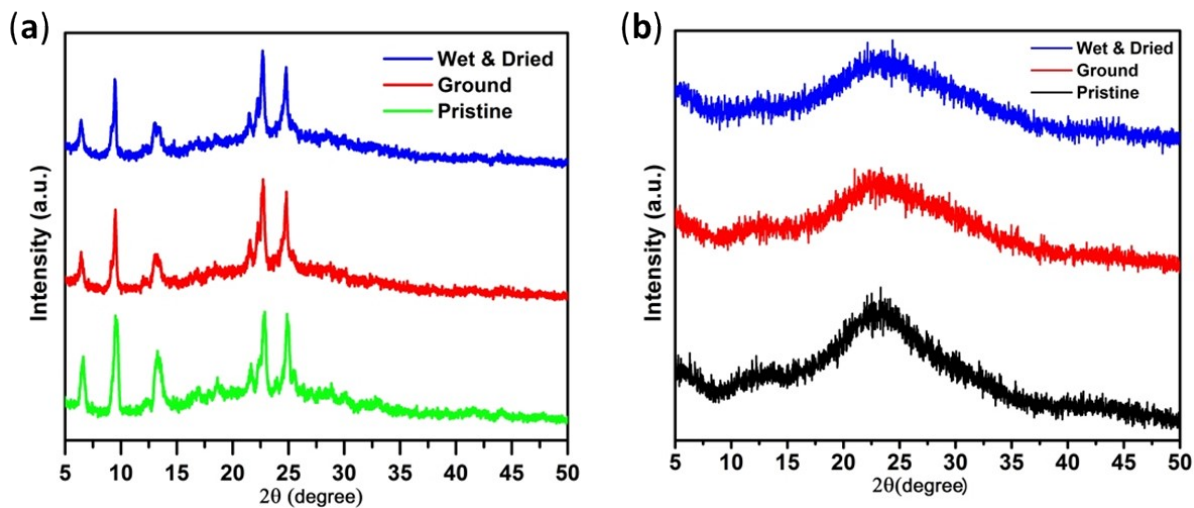 (a)
Wet & Dried
Ground
Pristine
Intensity (a.u.)
5 10 15 20 25 30 35 40 45 50
2θ (degree)
(b)
Wet & Dried
Ground
Pristine
Intensity (a.u.)
5 10 15 20 25 30 35 40 45 50
2θ(degree)